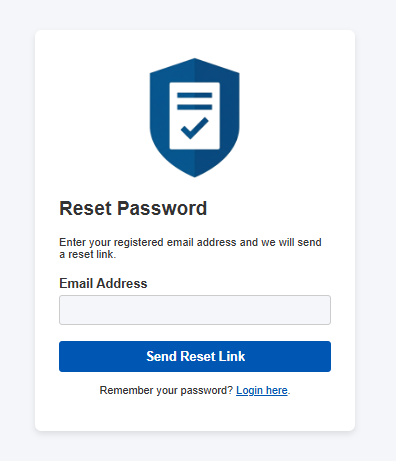 Reset Password
Enter your registered email address and we will send
a reset link.
Email Address
Send Reset Link
Remember your password? Login here.